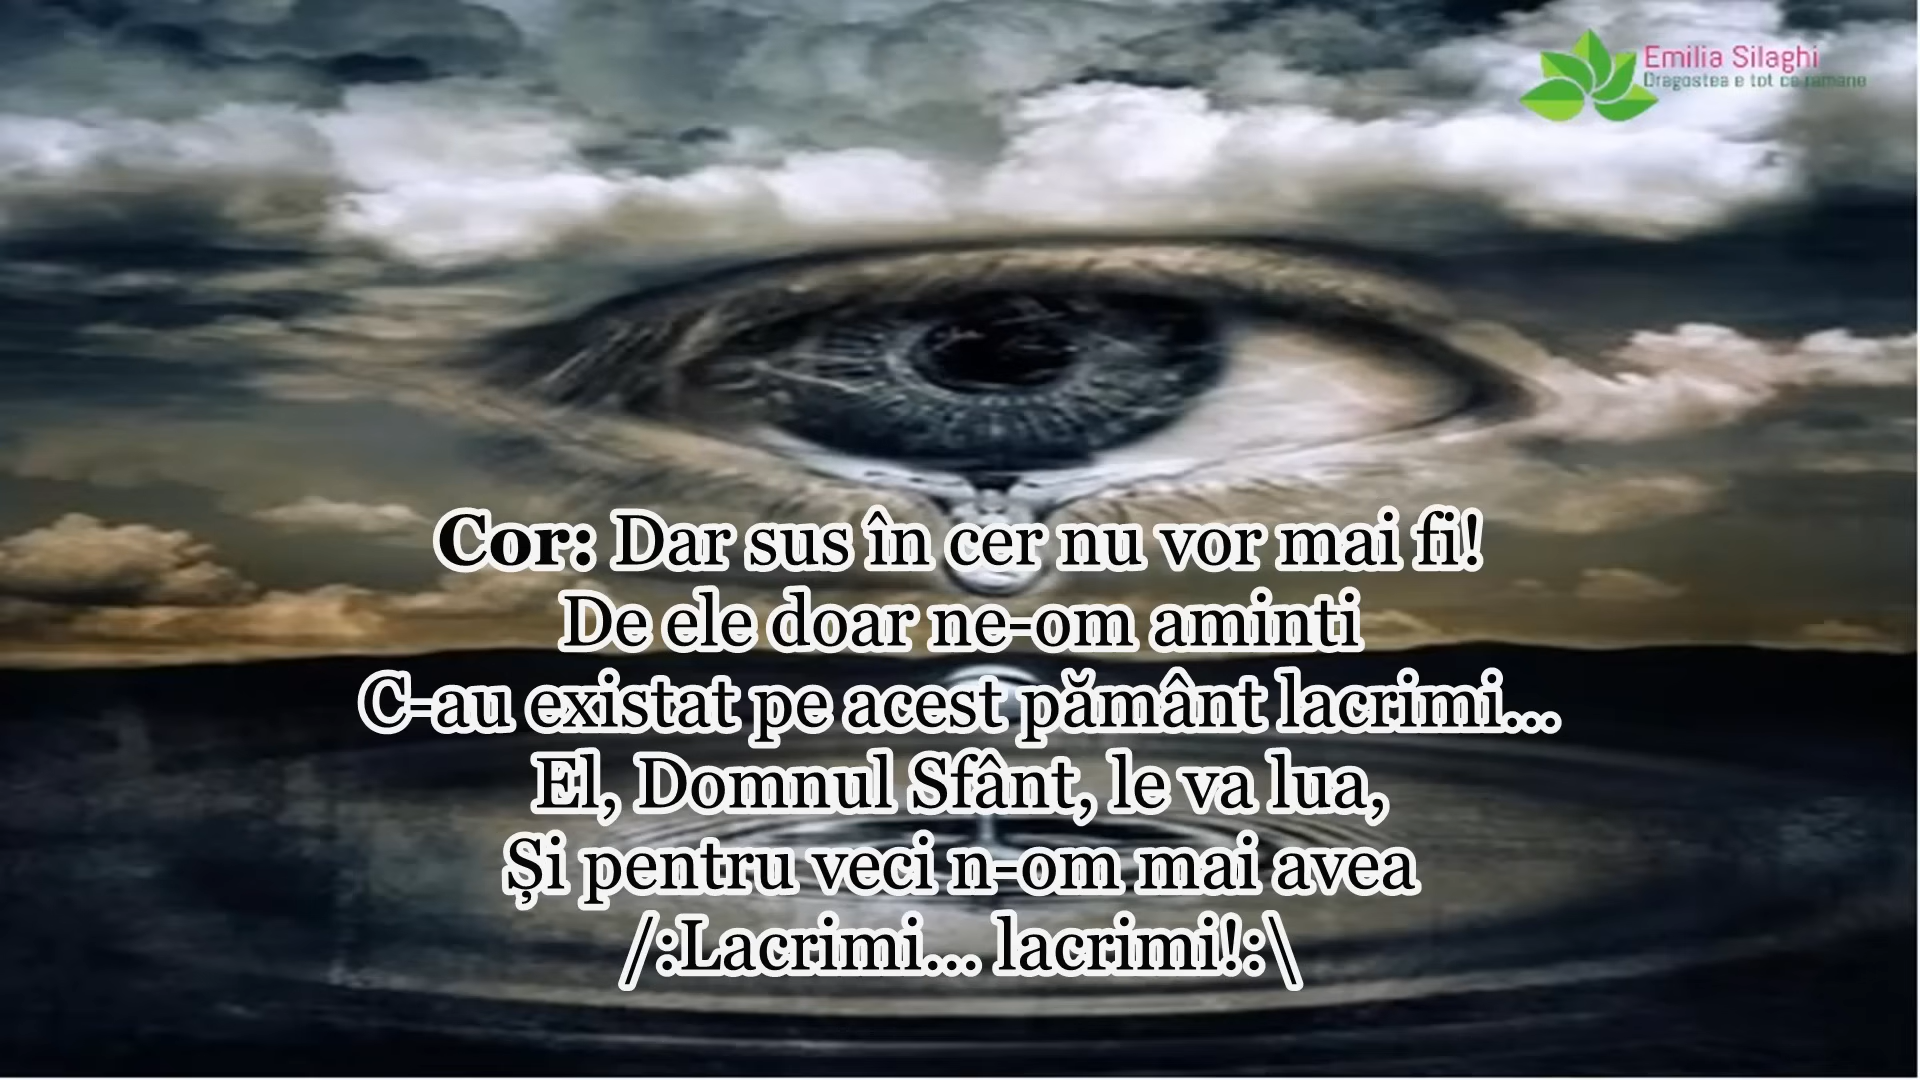 Emilia Silaghi
Dragostea e tot ce ramane
Cor: Dar sus în cer nu vor mai fi!
De ele doar ne-om aminti
C-au existat pe acest pământ lacrimi...
El, Domnul Sfânt, le va lua,
Și pentru veci n-om mai avea
/:Lacrimi... lacrimi!:\